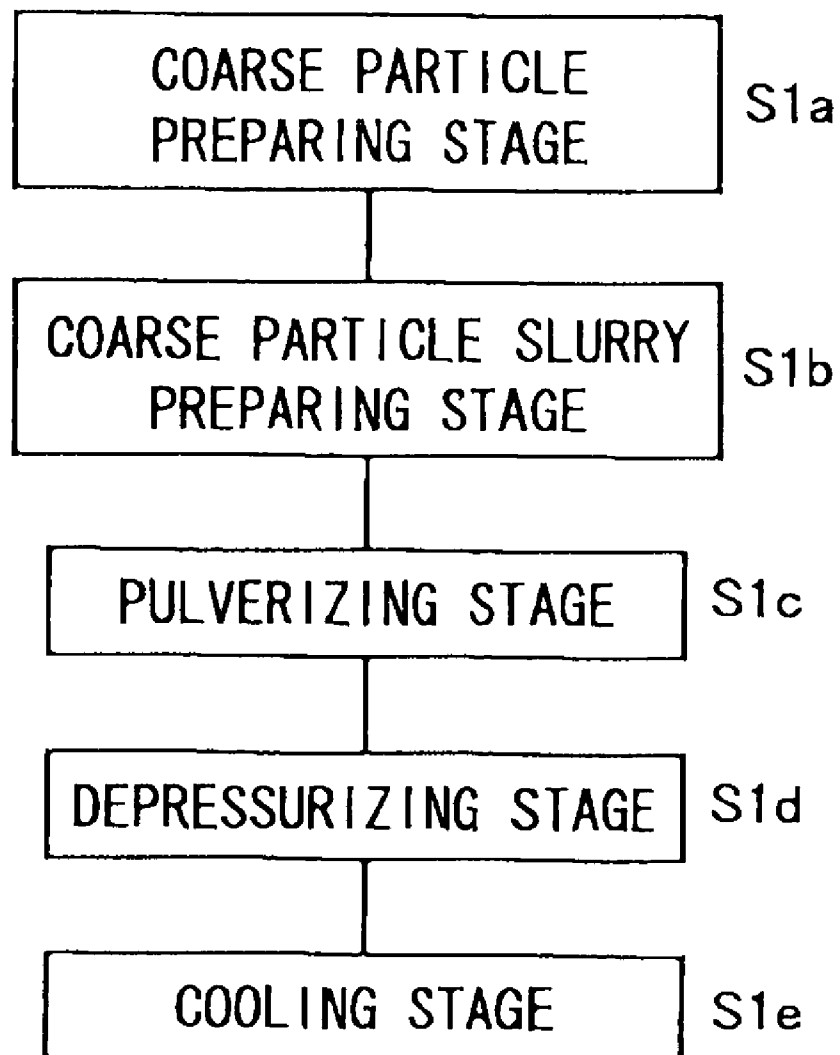 COARSE PARTICLE
PREPARING STAGE
S1a
COARSE PARTICLE SLURRY
PREPARING STAGE
S1b
PULVERIZING STAGE
S1c
DEPRESSURIZING STAGE
S1d
COOLING STAGE
S1e